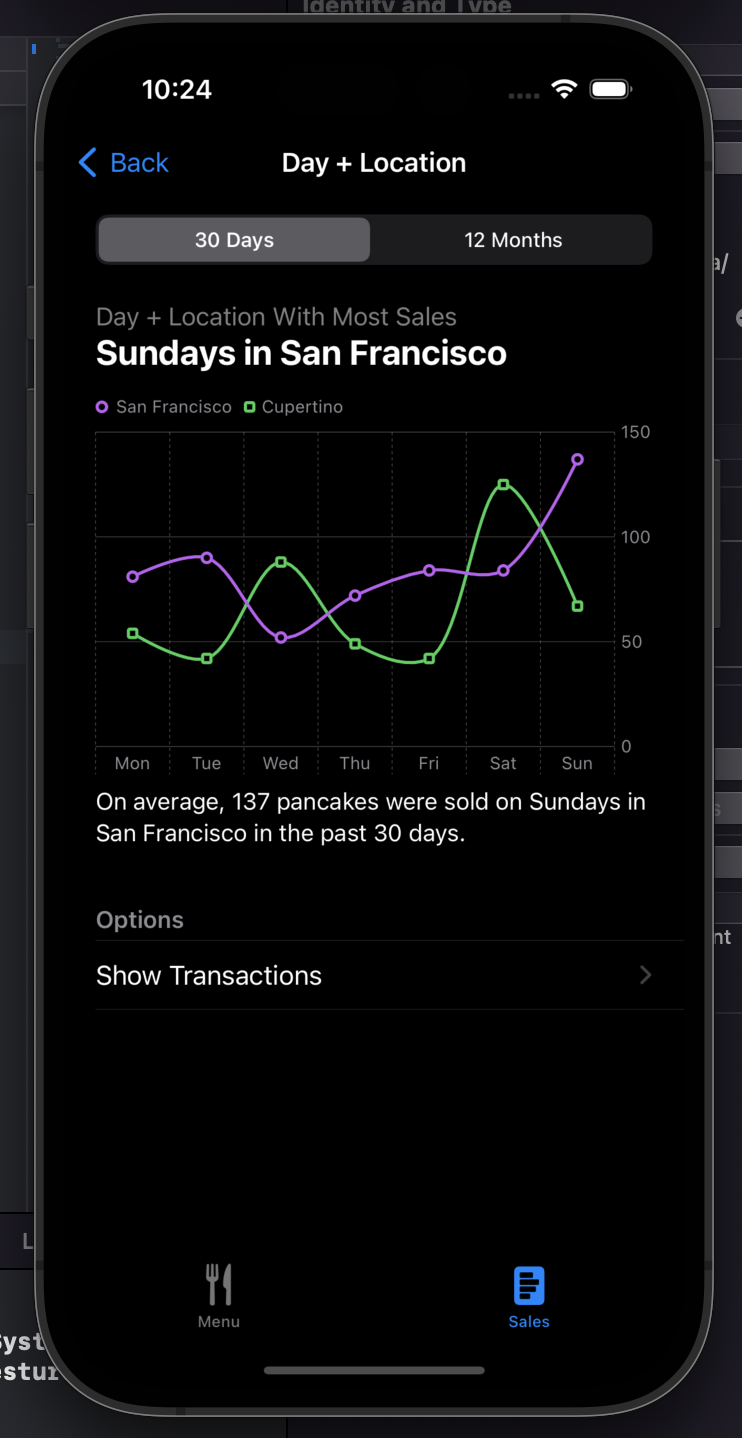 Identity and Type
10:24
Back
Day + Location
30 Days
12 Months
a/
Day + Location With Most Sales
Sundays in San Francisco
San Francisco
Cupertino
150
100
50
0
Mon
Tue
Wed
Thu
Fri
Sat
Sun
On average, 137 pancakes were sold on Sundays in
San Francisco in the past 30 days.
s
Options
nt
Show Transactions
L
Menu
Sales
Syst
estur